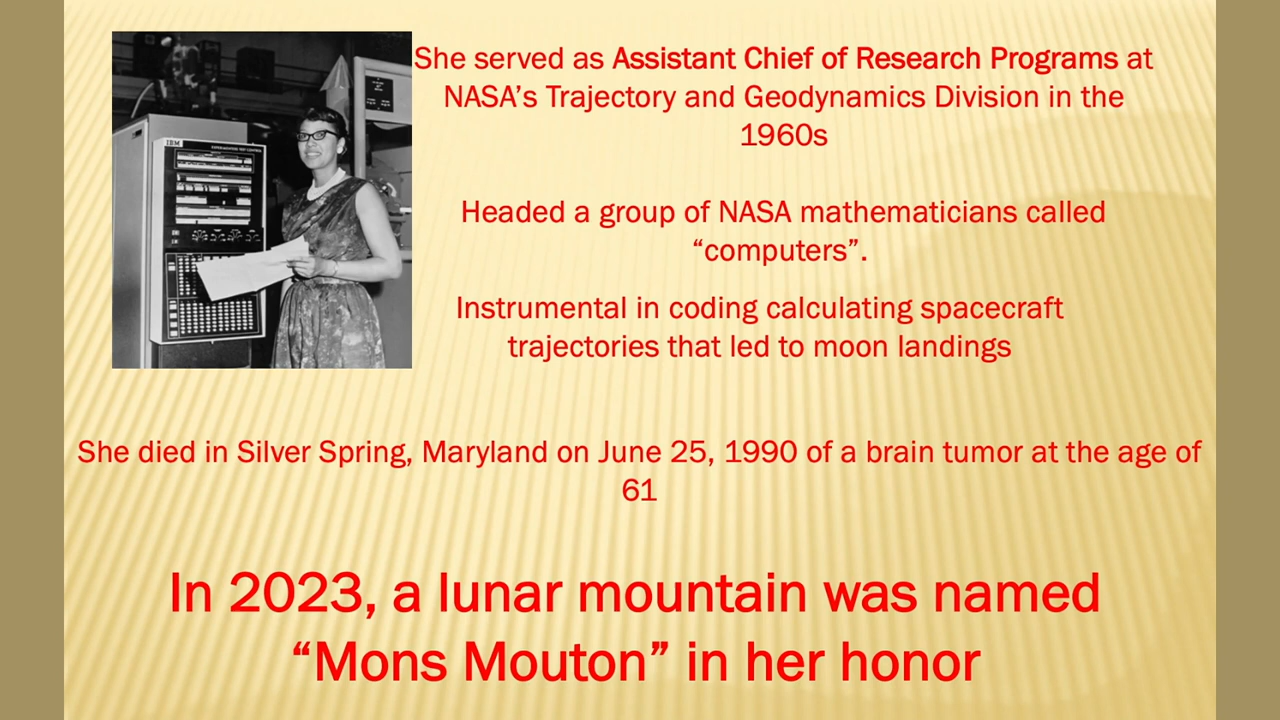 IBM
She served as Assistant Chief of Research Programs at
NASA’s Trajectory and Geodynamics Division in the
1960s
Headed a group of NASA mathematicians called
“computers”.
Instrumental in coding calculating spacecraft
trajectories that led to moon landings
She died in Silver Spring, Maryland on June 25, 1990 of a brain tumor at the age of
61
In 2023, a lunar mountain was named
“Mons Mouton” in her honor